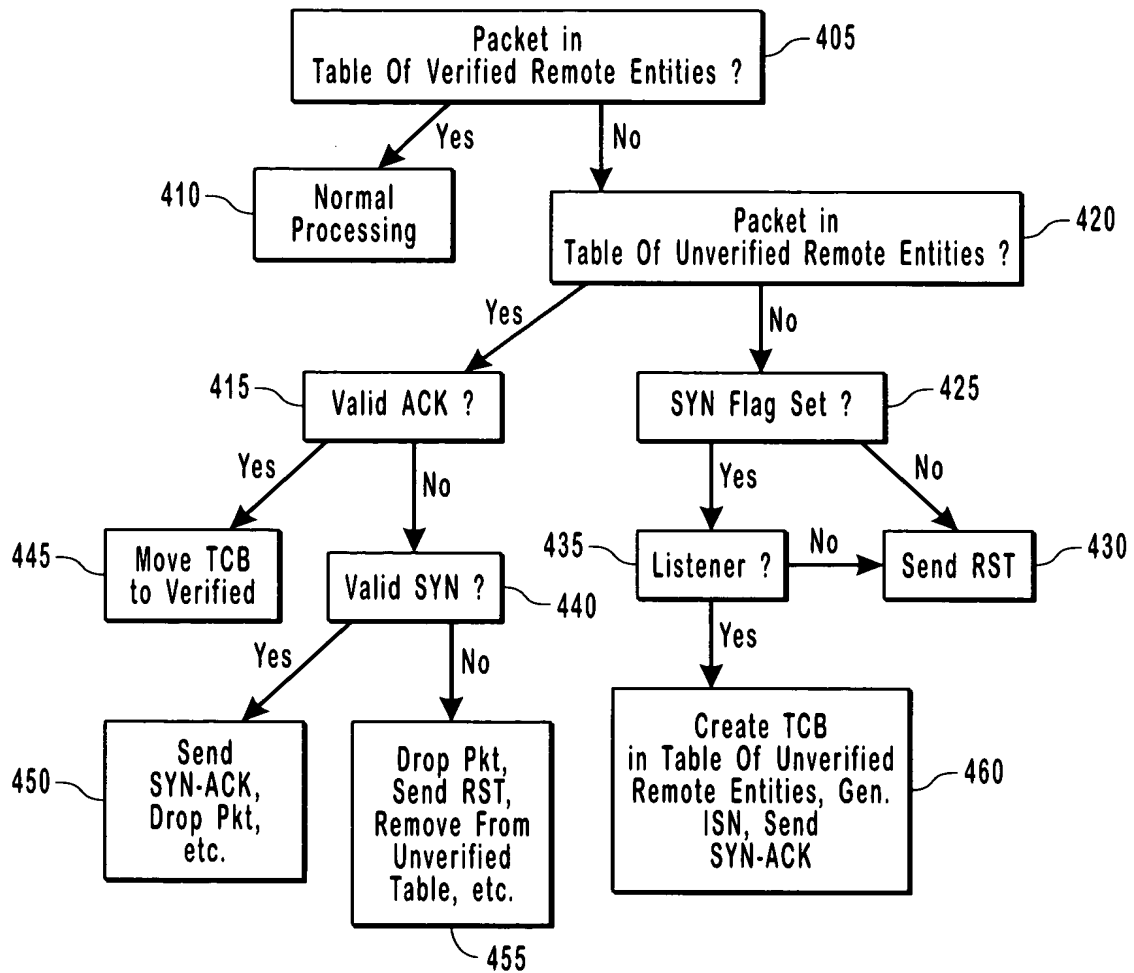 Packet in
Table Of Verified Remote Entities ?
405
Yes
No
410
Normal
Processing
Packet in
Table Of Unverified Remote Entities ?
420
Yes
No
415
Valid ACK ?
SYN Flag Set ?
425
Yes
No
Yes
No
445
Move TCB
to Verified
Valid SYN ?
440
435
Listener ?
No
Send RST
430
Yes
No
Yes
450
Send
SYN-ACK,
Drop Pkt,
etc.
Drop Pkt,
Send RST,
Remove From
Unverified
Table, etc.
455
Create TCB
in Table Of Unverified
Remote Entities, Gen.
ISN, Send
SYN-ACK
460